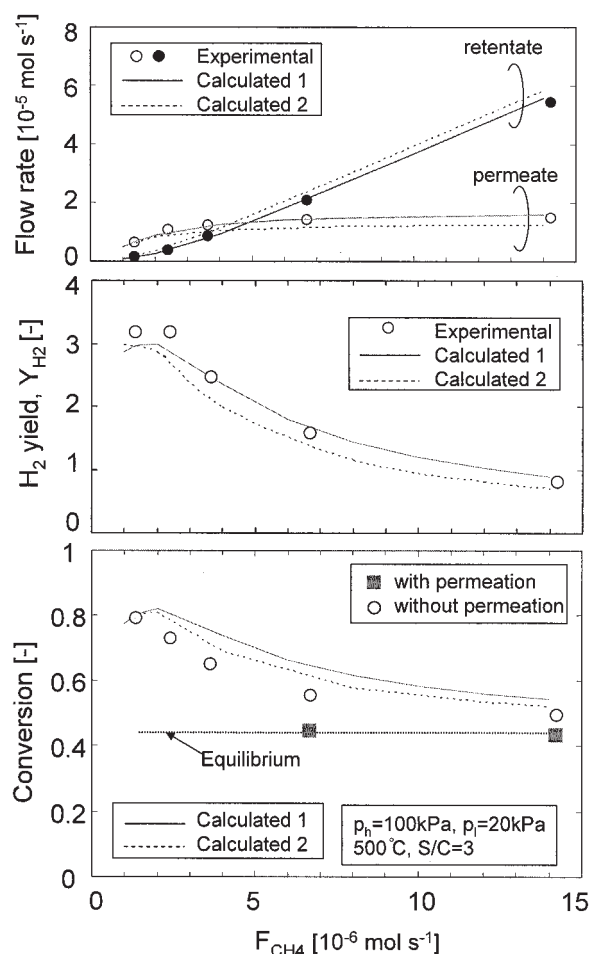 Flow rate [10⁻⁵ mol s⁻¹]
8
6
4
2
0
Experimental
Calculated 1
Calculated 2
retentate
permeate
H₂ yield, Y_H2 [-]
4
3
2
1
0
Experimental
Calculated 1
Calculated 2
Conversion [-]
1
0.8
0.6
0.4
0.2
0
with permeation
without permeation
Equilibrium
Calculated 1
Calculated 2
pₕ=100kPa, pₗ=20kPa
500℃, S/C=3
0 5 10 15
F_CH4 [10⁻⁶ mol s⁻¹]